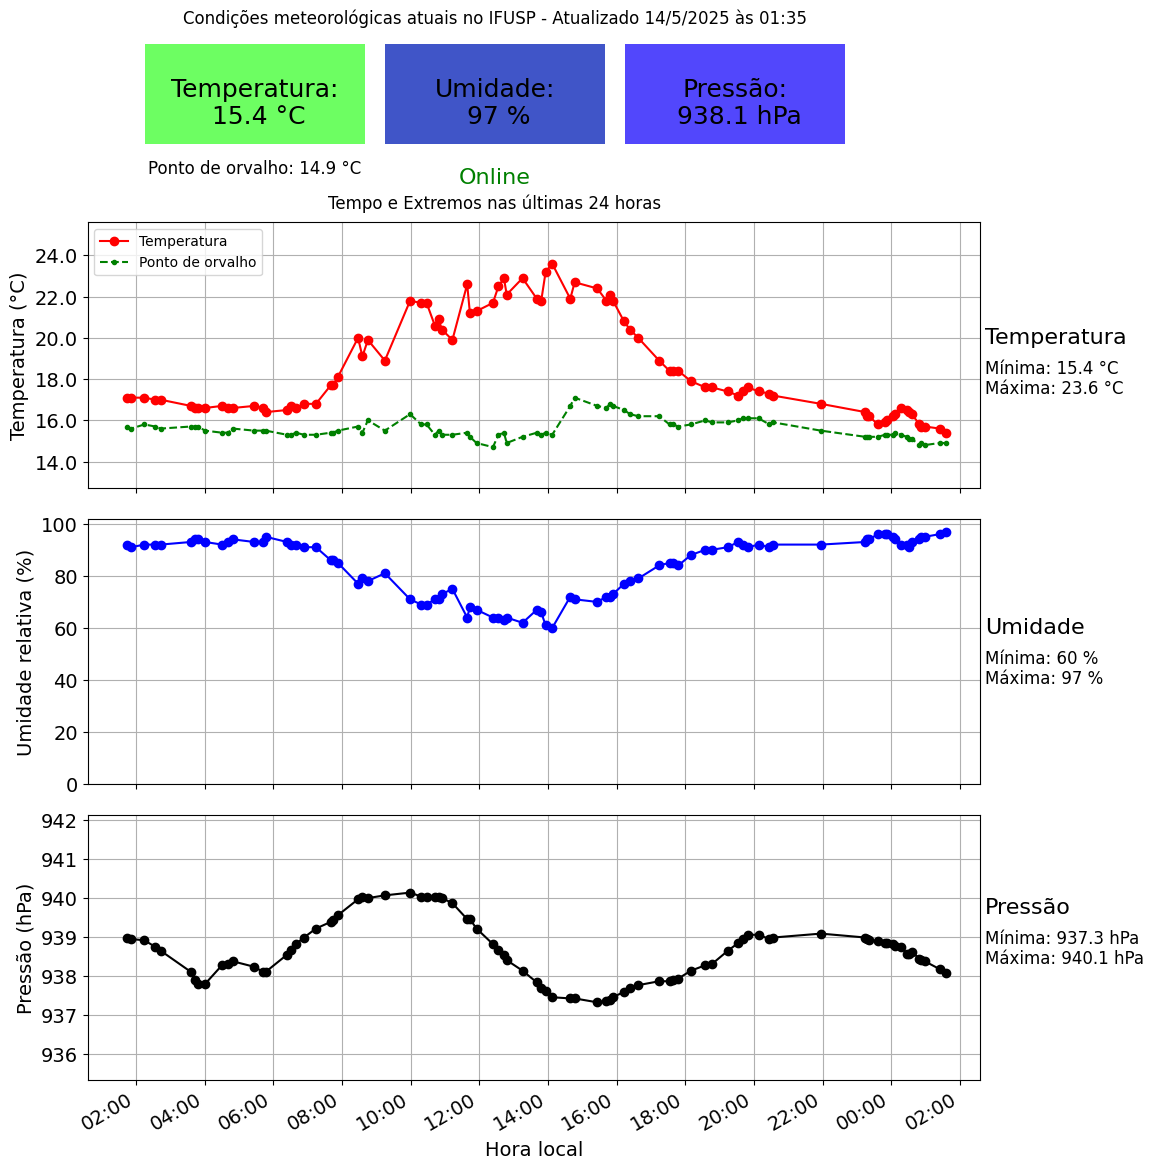 Condições meteorológicas atuais no IFUSP - Atualizado 14/5/2025 às 01:35
Temperatura:
15.4 °C
Umidade:
97 %
Pressão:
938.1 hPa
Ponto de orvalho: 14.9 °C
Online
Tempo e Extremos nas últimas 24 horas
Temperatura
Ponto de orvalho
Temperatura (°C)
24.0
22.0
20.0
18.0
16.0
14.0
Temperatura
Mínima: 15.4 °C
Máxima: 23.6 °C
Umidade relativa (%)
100
80
60
40
20
0
Umidade
Mínima: 60 %
Máxima: 97 %
Pressão (hPa)
942
941
940
939
938
937
936
Pressão
Mínima: 937.3 hPa
Máxima: 940.1 hPa
02:00 04:00 06:00 08:00 10:00 12:00 14:00 16:00 18:00 20:00 22:00 00:00 02:00
Hora local